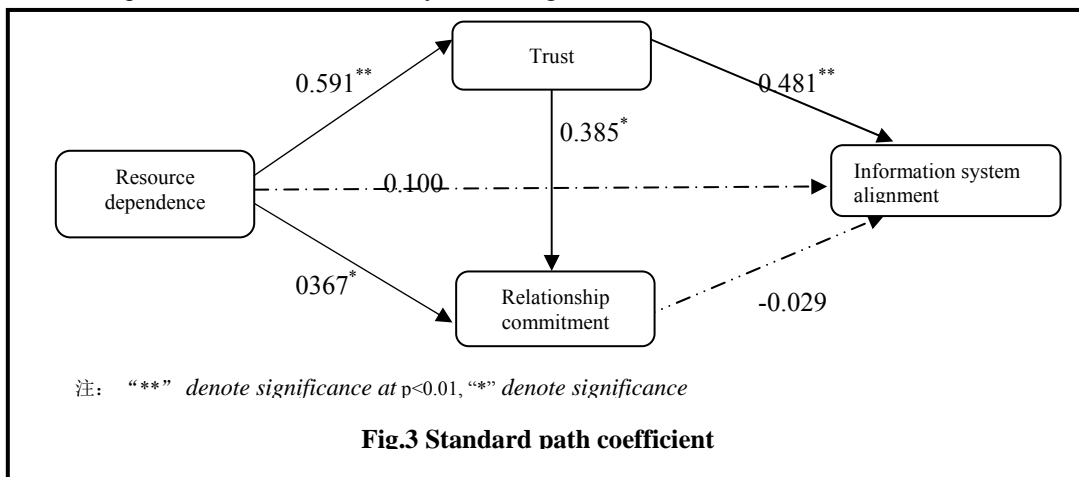 Trust
0.591**
0.481**
0.385*
Resource
dependence
0.100
Information system
alignment
0367*
Relationship
commitment
-0.029
注： “**” denote significance at p<0.01, “*” denote significance
Fig.3 Standard path coefficient